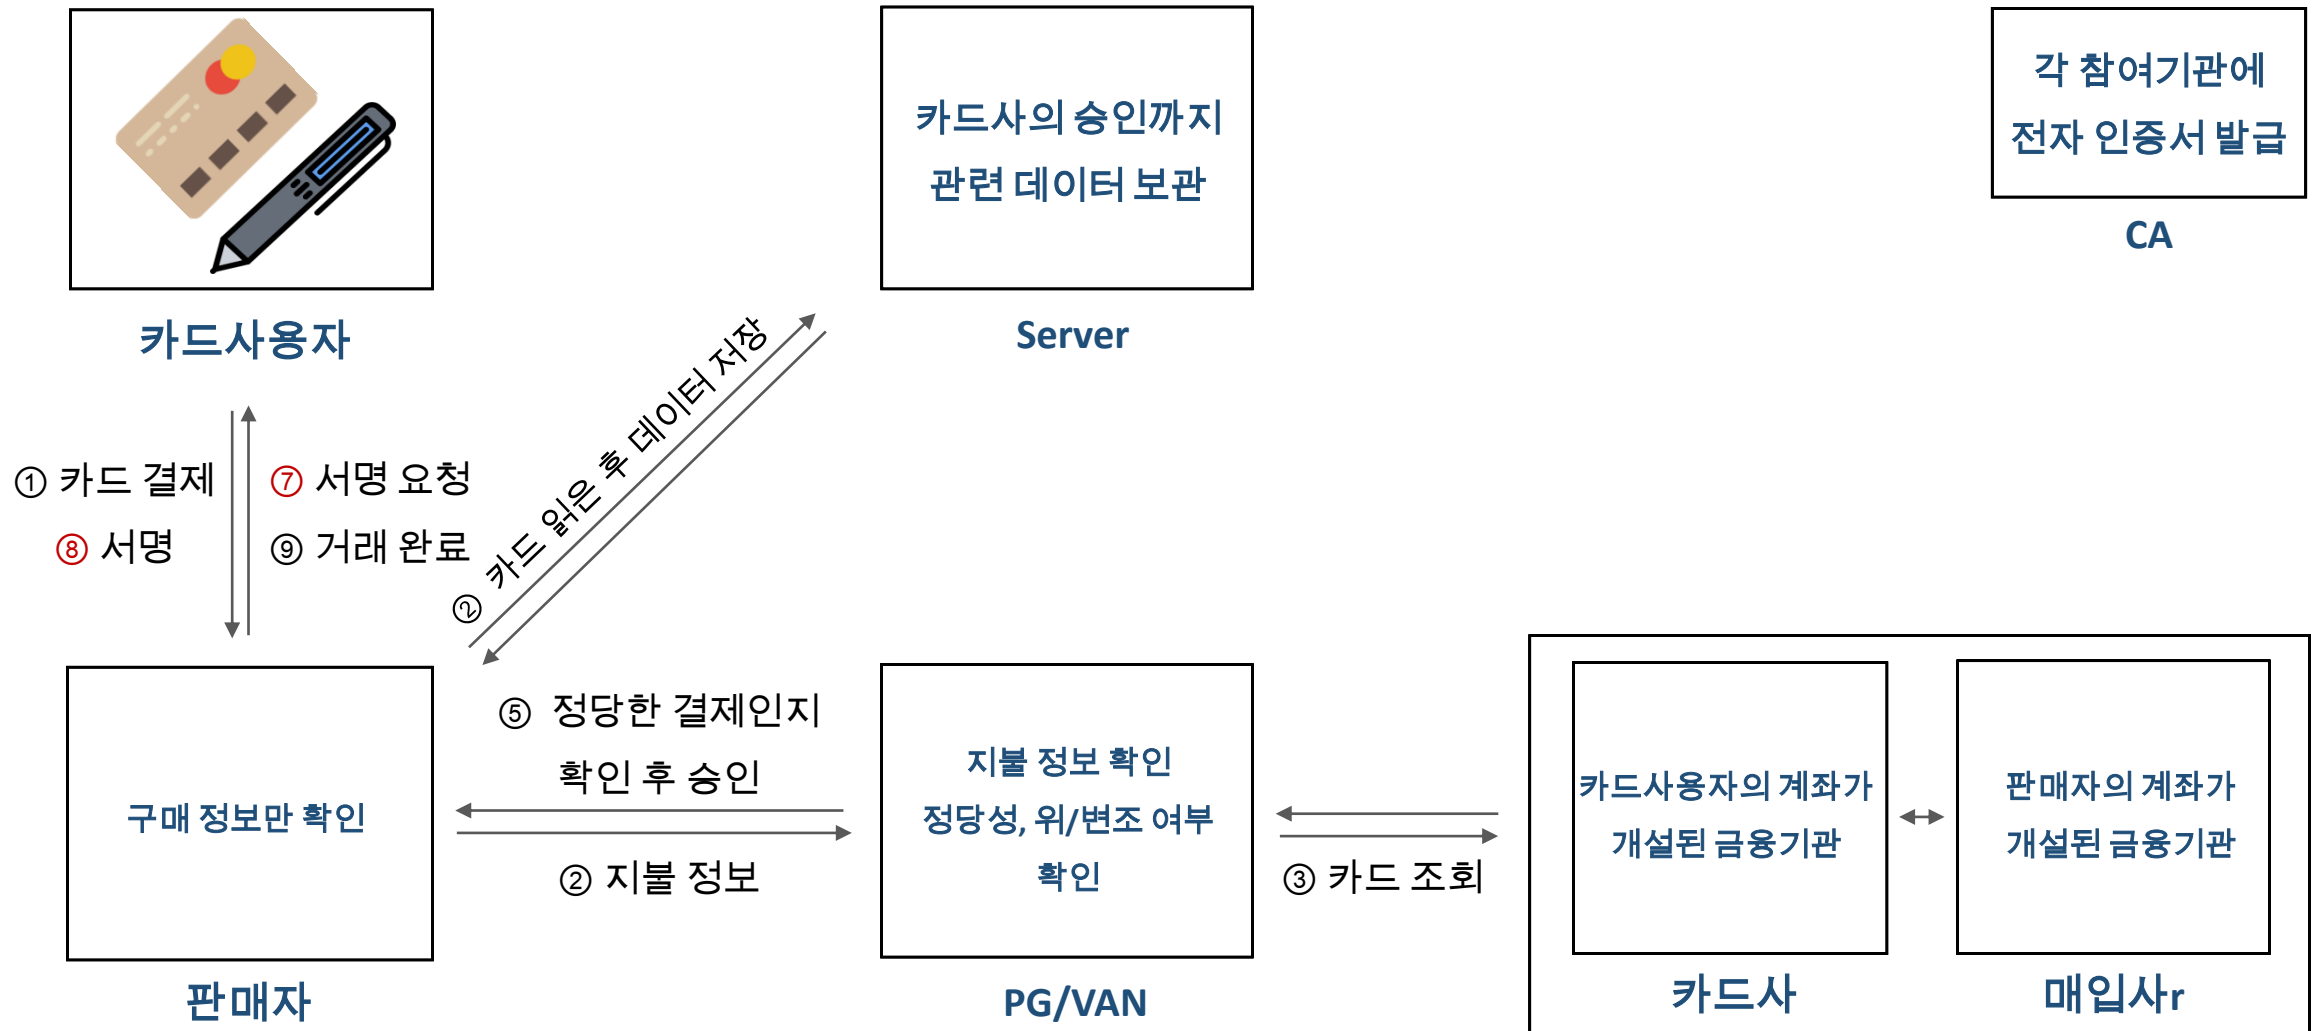 카드사의 승인까지
관련 데이터 보관
각 참여기관에
전자 인증서 발급
CA
카드사용자
Server
① 카드 결제
⑦ 서명 요청
⑧ 서명
⑨ 거래 완료
② 카드 읽은 후 데이터 저장
⑤ 정당한 결제인지
확인 후 승인
② 지불 정보
구매 정보만 확인
지불 정보 확인
정당성, 위/변조 여부
확인
③ 카드 조회
카드사용자의 계좌가
개설된 금융기관
판매자의 계좌가
개설된 금융기관
판매자
PG/VAN
카드사
매입사r